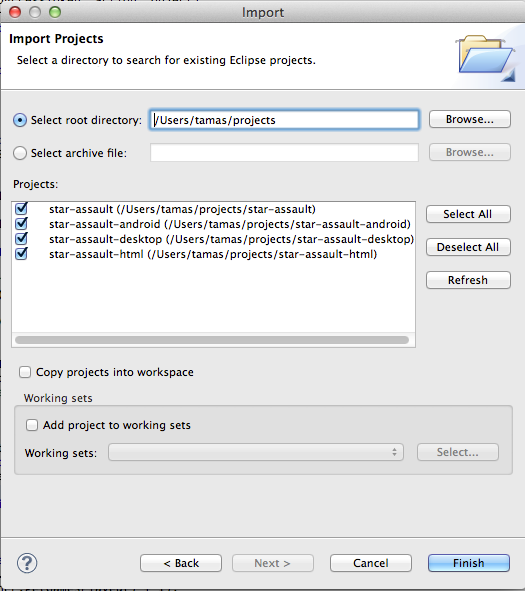 Import
Import Projects
Select a directory to search for existing Eclipse projects.
Select root directory: /Users/tamas/projects Browse...
Select archive file: Browse...
Projects:
star-assault (/Users/tamas/projects/star-assault)
star-assault-android (/Users/tamas/projects/star-assault-android)
star-assault-desktop (/Users/tamas/projects/star-assault-desktop)
star-assault-html (/Users/tamas/projects/star-assault-html)
Select All
Deselect All
Refresh
Copy projects into workspace
Working sets
Add project to working sets
Working sets: Select...
? < Back Next > Cancel Finish